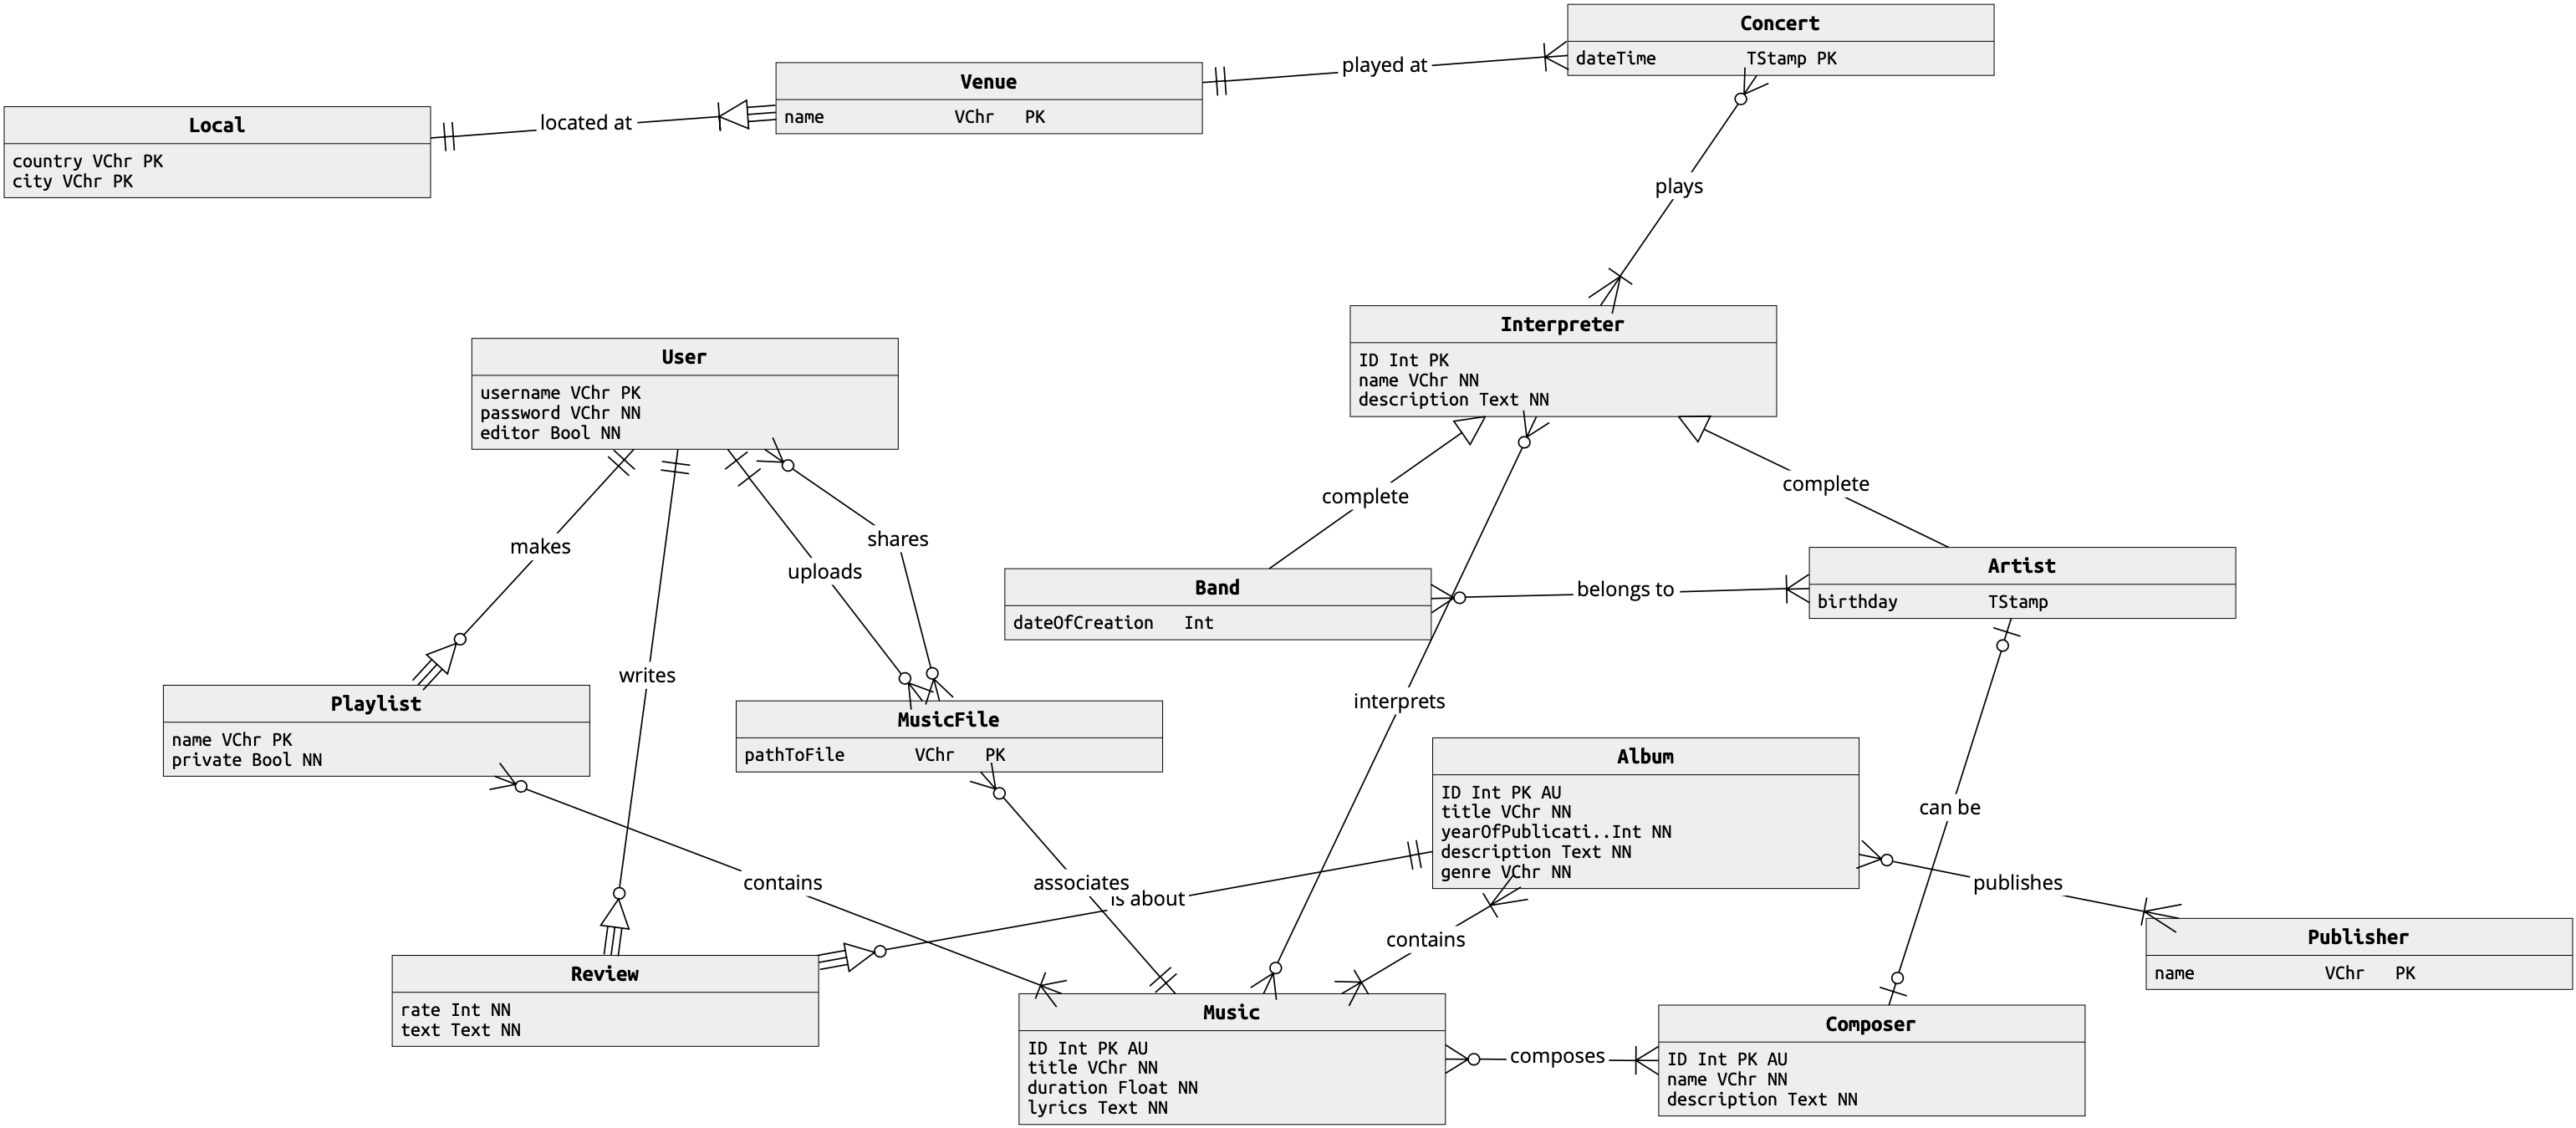 Concert
dateTime TStamp PK
played at
Venue
name VChr PK
Local
country VChr PK
city VChr PK
located at
plays
Interpreter
ID Int PK
name VChr NN
description Text NN
User
username VChr PK
password VChr NN
editor Bool NN
complete
complete
makes
shares
uploads
Band
dateOfCreation Int
belongs to
Artist
birthday TStamp
writes
interprets
Playlist
name VChr PK
private Bool NN
MusicFile
pathToFile VChr PK
Album
ID Int PK AU
title VChr NN
yearOfPublicati..Int NN
description Text NN
genre VChr NN
can be
contains
associates
is about
publishes
contains
Publisher
name VChr PK
Review
rate Int NN
text Text NN
Music
ID Int PK AU
title VChr NN
duration Float NN
lyrics Text NN
composes
Composer
ID Int PK AU
name VChr NN
description Text NN